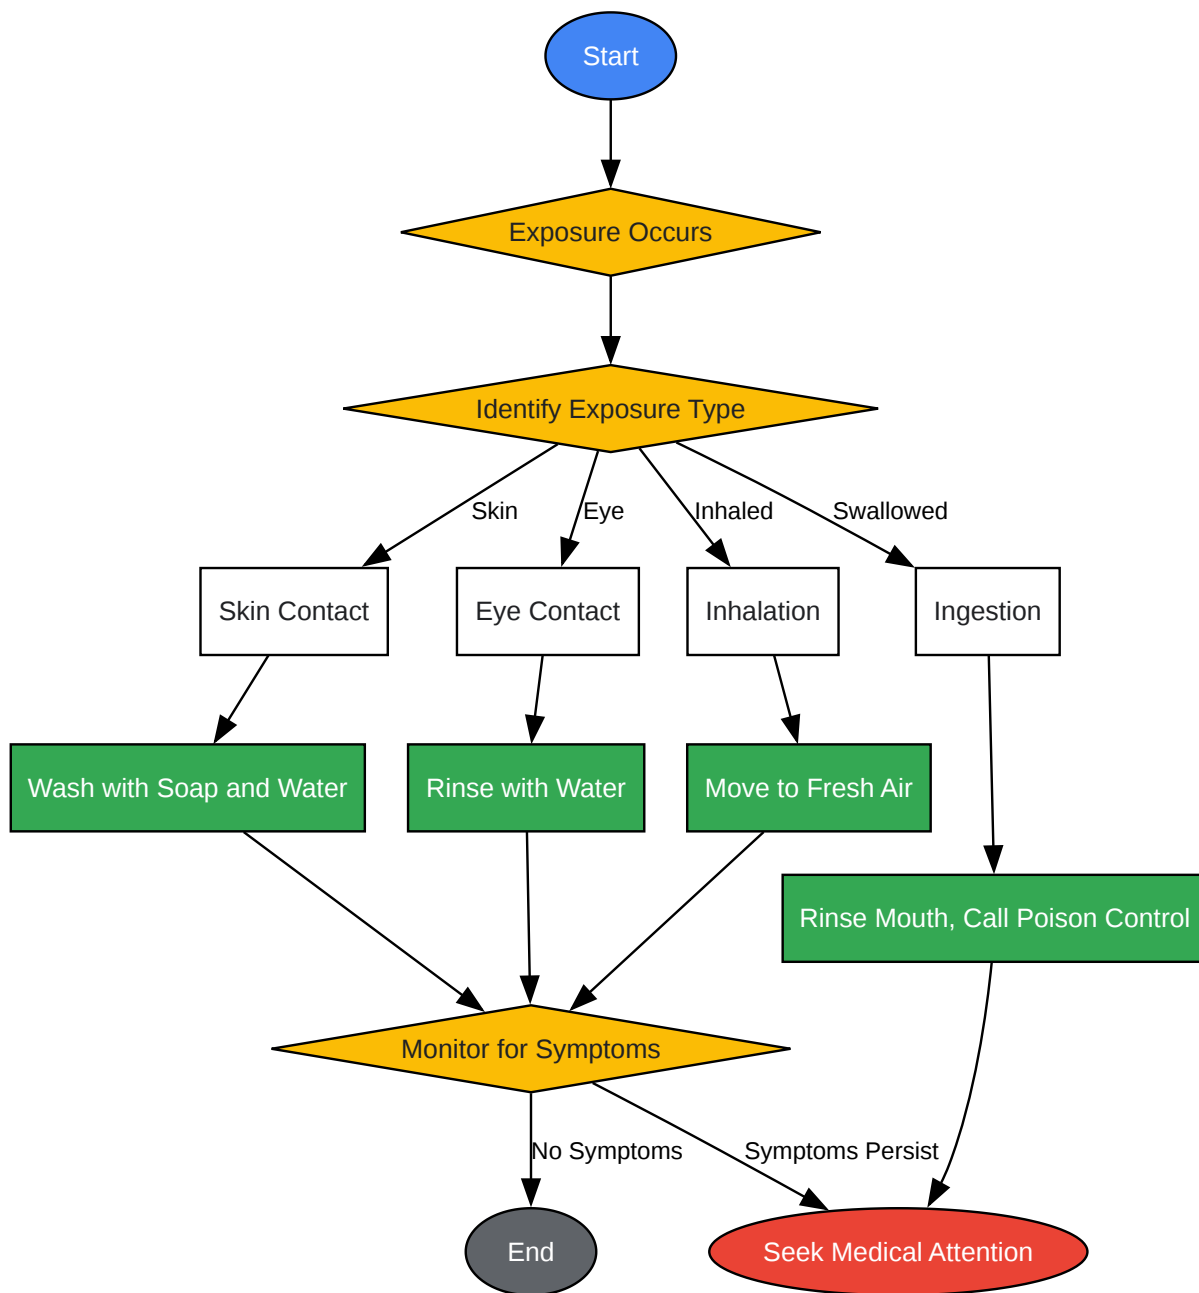 Start
Exposure Occurs
Identify Exposure Type
Skin
Eye
Inhaled
Swallowed
Skin Contact
Eye Contact
Inhalation
Ingestion
Wash with Soap and Water
Rinse with Water
Move to Fresh Air
Rinse Mouth, Call Poison Control
Monitor for Symptoms
No Symptoms
Symptoms Persist
End
Seek Medical Attention